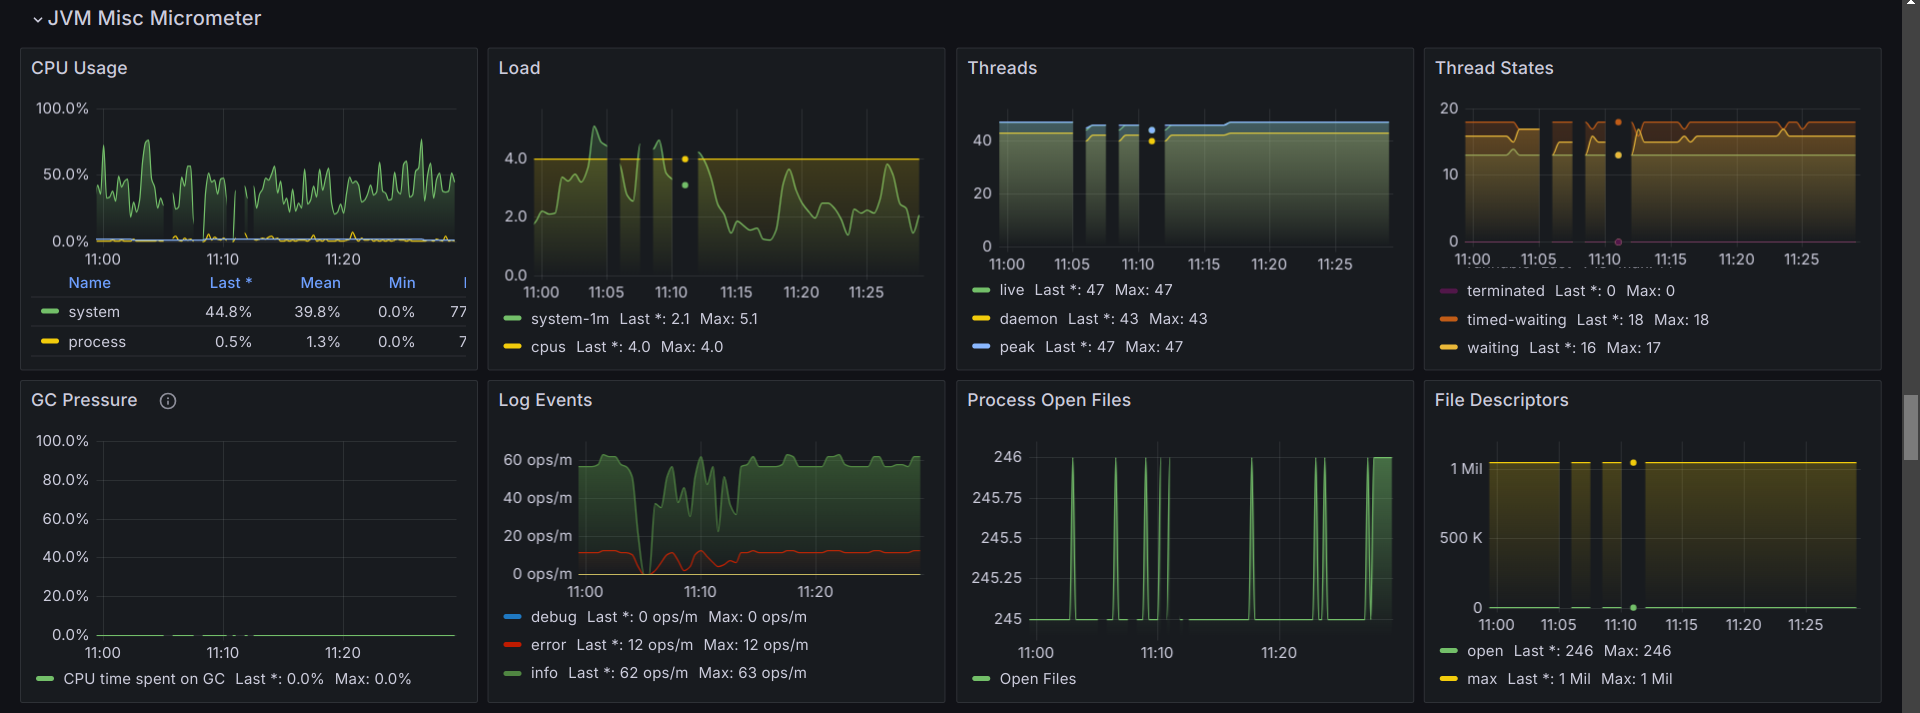 JVM Misc Micrometer
CPU Usage
100.0%
50.0%
0.0%
11:00 11:10 11:20
Name Last * Mean Min
system 44.8% 39.8% 0.0% 77
process 0.5% 1.3% 0.0% 7
Load
4.0
2.0
0.0
11:00 11:05 11:10 11:15 11:20 11:25
system-1m Last *: 2.1 Max: 5.1
cpus Last *: 4.0 Max: 4.0
Threads
40
20
0
11:00 11:05 11:10 11:15 11:20 11:25
live Last *: 47 Max: 47
daemon Last *: 43 Max: 43
peak Last *: 47 Max: 47
Thread States
20
10
0
11:00 11:05 11:10 11:15 11:20 11:25
terminated Last *: 0 Max: 0
timed-waiting Last *: 18 Max: 18
waiting Last *: 16 Max: 17
GC Pressure
100.0%
80.0%
60.0%
40.0%
20.0%
0.0%
11:00 11:10 11:20
CPU time spent on GC Last *: 0.0% Max: 0.0%
Log Events
60 ops/m
40 ops/m
20 ops/m
0 ops/m
11:00 11:10 11:20
debug Last *: 0 ops/m Max: 0 ops/m
error Last *: 12 ops/m Max: 12 ops/m
info Last *: 62 ops/m Max: 63 ops/m
Process Open Files
246
245.75
245.5
245.25
245
11:00 11:10 11:20
Open Files
File Descriptors
1 Mil
500 K
0
11:00 11:05 11:10 11:15 11:20 11:25
open Last *: 246 Max: 246
max Last *: 1 Mil Max: 1 Mil